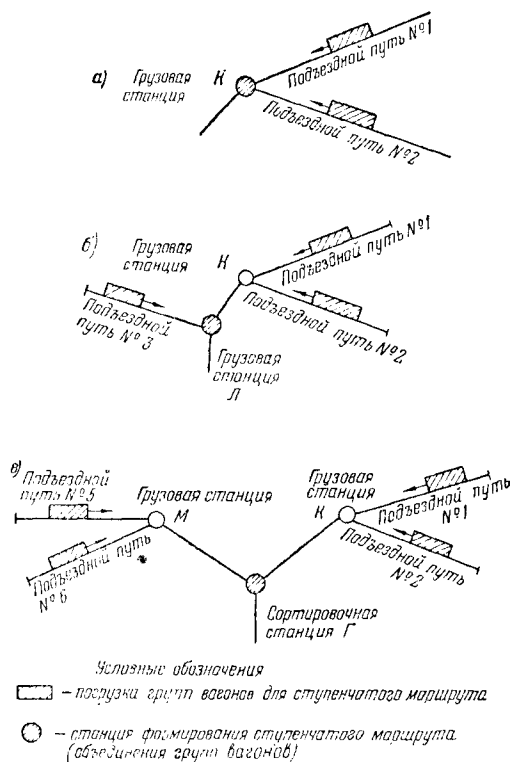 а)
Грузовая
станция
К
Подъездной путь №1
Подъездной путь №2
б)
Грузовая
станция
К
Подъездной путь №1
Подъездной
путь №3
Подъездной путь №2
Грузовая
станция
Л
в)
Подъездной
путь №5
Грузовая станция
М
Подъездной путь
№6
Грузовая
станция
К
Подъездной путь
№1
Подъездной путь
№2
Сортировочная
станция Г
Условные обозначения
– погрузка групп вагонов для ступенчатого маршрута
– станция формирования ступенчатого маршрута
(объединения групп вагонов)